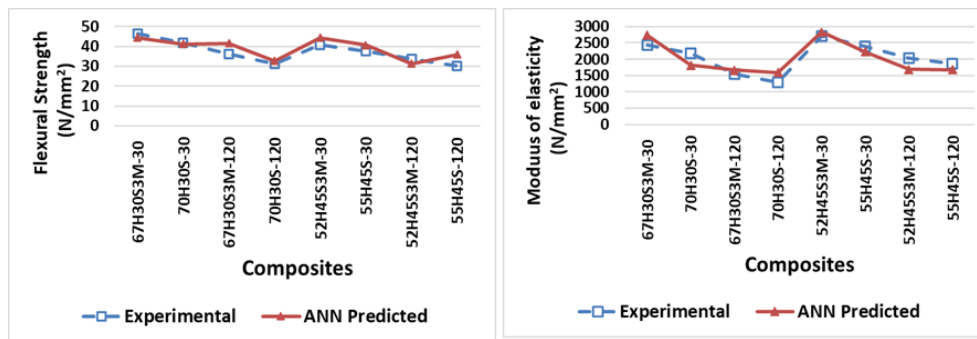 Flexural Strength
(N/mm²)
50
40
30
20
10
0
67H30S3M-30
70H30S-30
67H30S3M-120
70H30S-120
52H45S3M-30
55H45S-30
52H45S3M-120
55H45S-120
Composites
Experimental
ANN Predicted
Moduus of elasticity
(N/mm²)
3000
2500
2000
1500
1000
500
0
67H30S3M-30
70H30S-30
67H30S3M-120
70H30S-120
52H45S3M-30
55H45S-30
52H45S3M-120
55H45S-120
Composites
Experimental
ANN Predicted